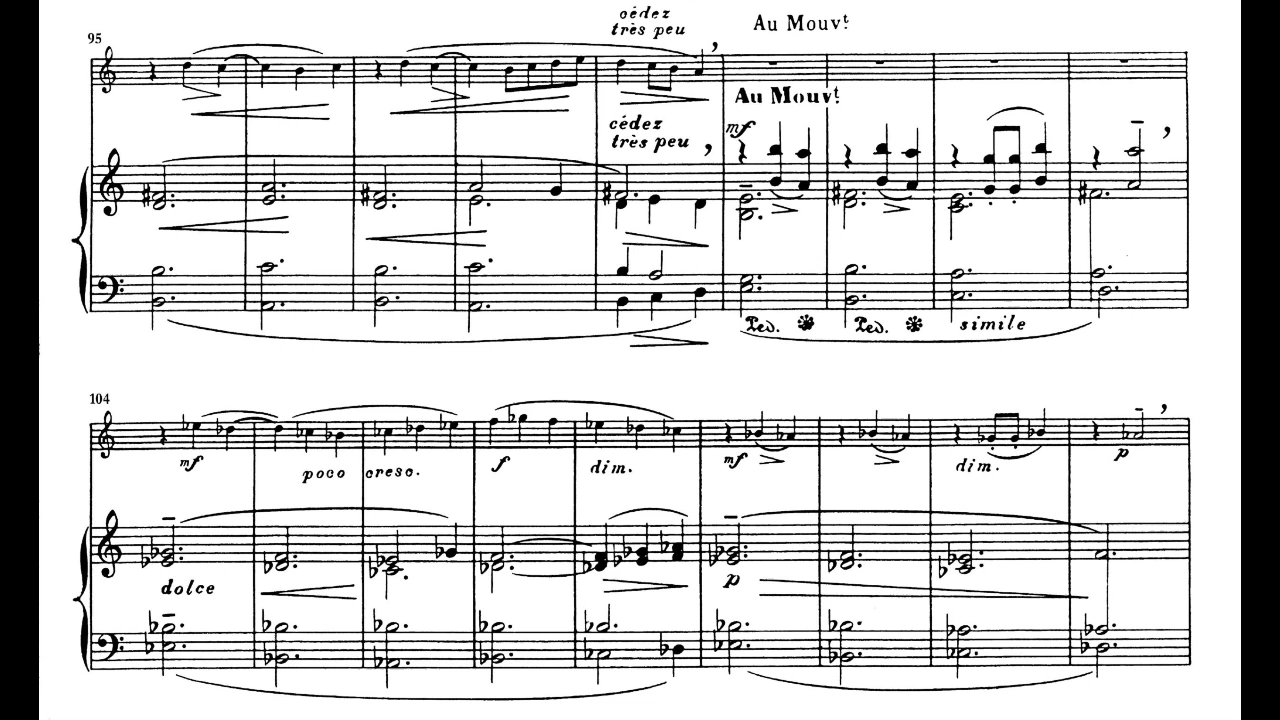 cédez
très peu
Au Mouvt.
95
Au Mouvt.
cédez
très peu
mf
Ped. Ped. simile
104
mf poco cresc. f dim. mf dim. p
dolce p